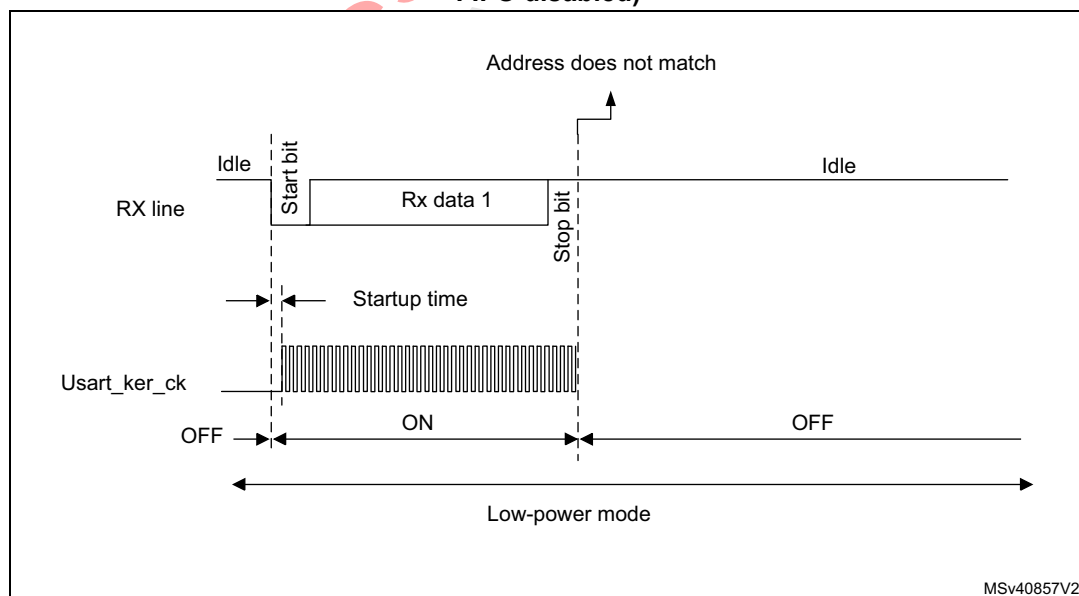 Address does not match
Idle
Start bit
Idle
RX line
Rx data 1
Stop bit
Startup time
Usart_ker_ck
OFF
ON
OFF
Low-power mode
MSv40857V2